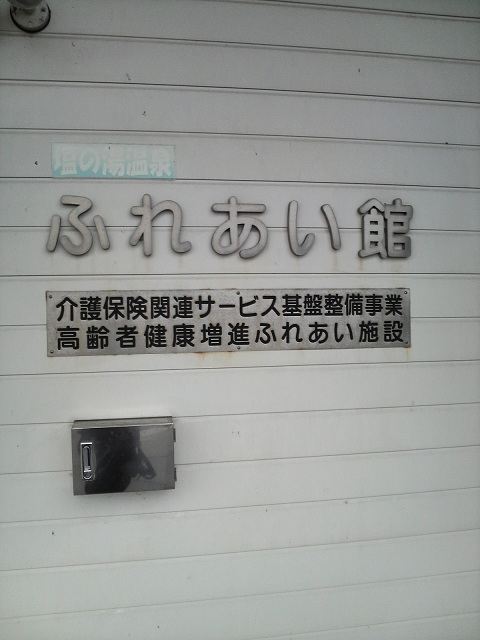 塩の湯温泉
ふれあい館
介護保険関連サービス基盤整備事業
高齢者健康増進ふれあい施設